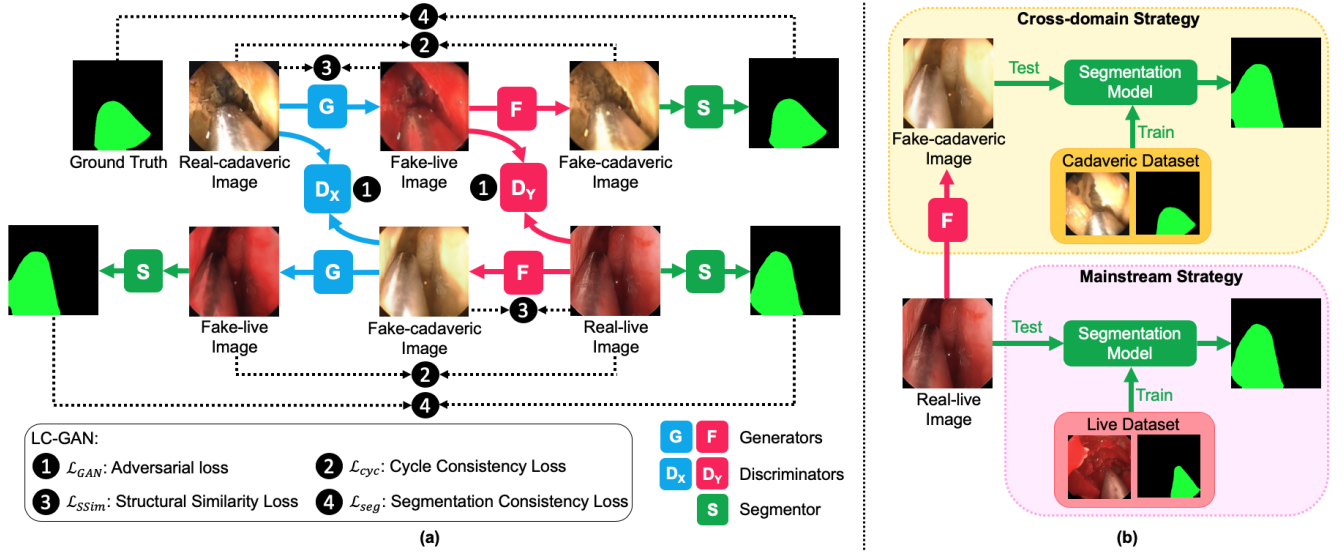 4
2
3
G
F
S
Ground Truth
Real-cadaveric
Image
Fake-live
Image
Fake-cadaveric
Image
D_X
1
1
D_Y
S
G
F
S
3
Fake-live
Image
Fake-cadaveric
Image
Real-live
Image
2
4
LC-GAN:
1 ℒ_GAN: Adversarial loss
2 ℒ_cyc: Cycle Consistency Loss
3 ℒ_SSim: Structural Similarity Loss
4 ℒ_seg: Segmentation Consistency Loss
G F Generators
D_X D_Y Discriminators
S Segmentor
(a)
Cross-domain Strategy
Test
Segmentation
Model
Fake-cadaveric
Image
Train
Cadaveric Dataset
F
Mainstream Strategy
Test
Segmentation
Model
Real-live
Image
Train
Live Dataset
(b)